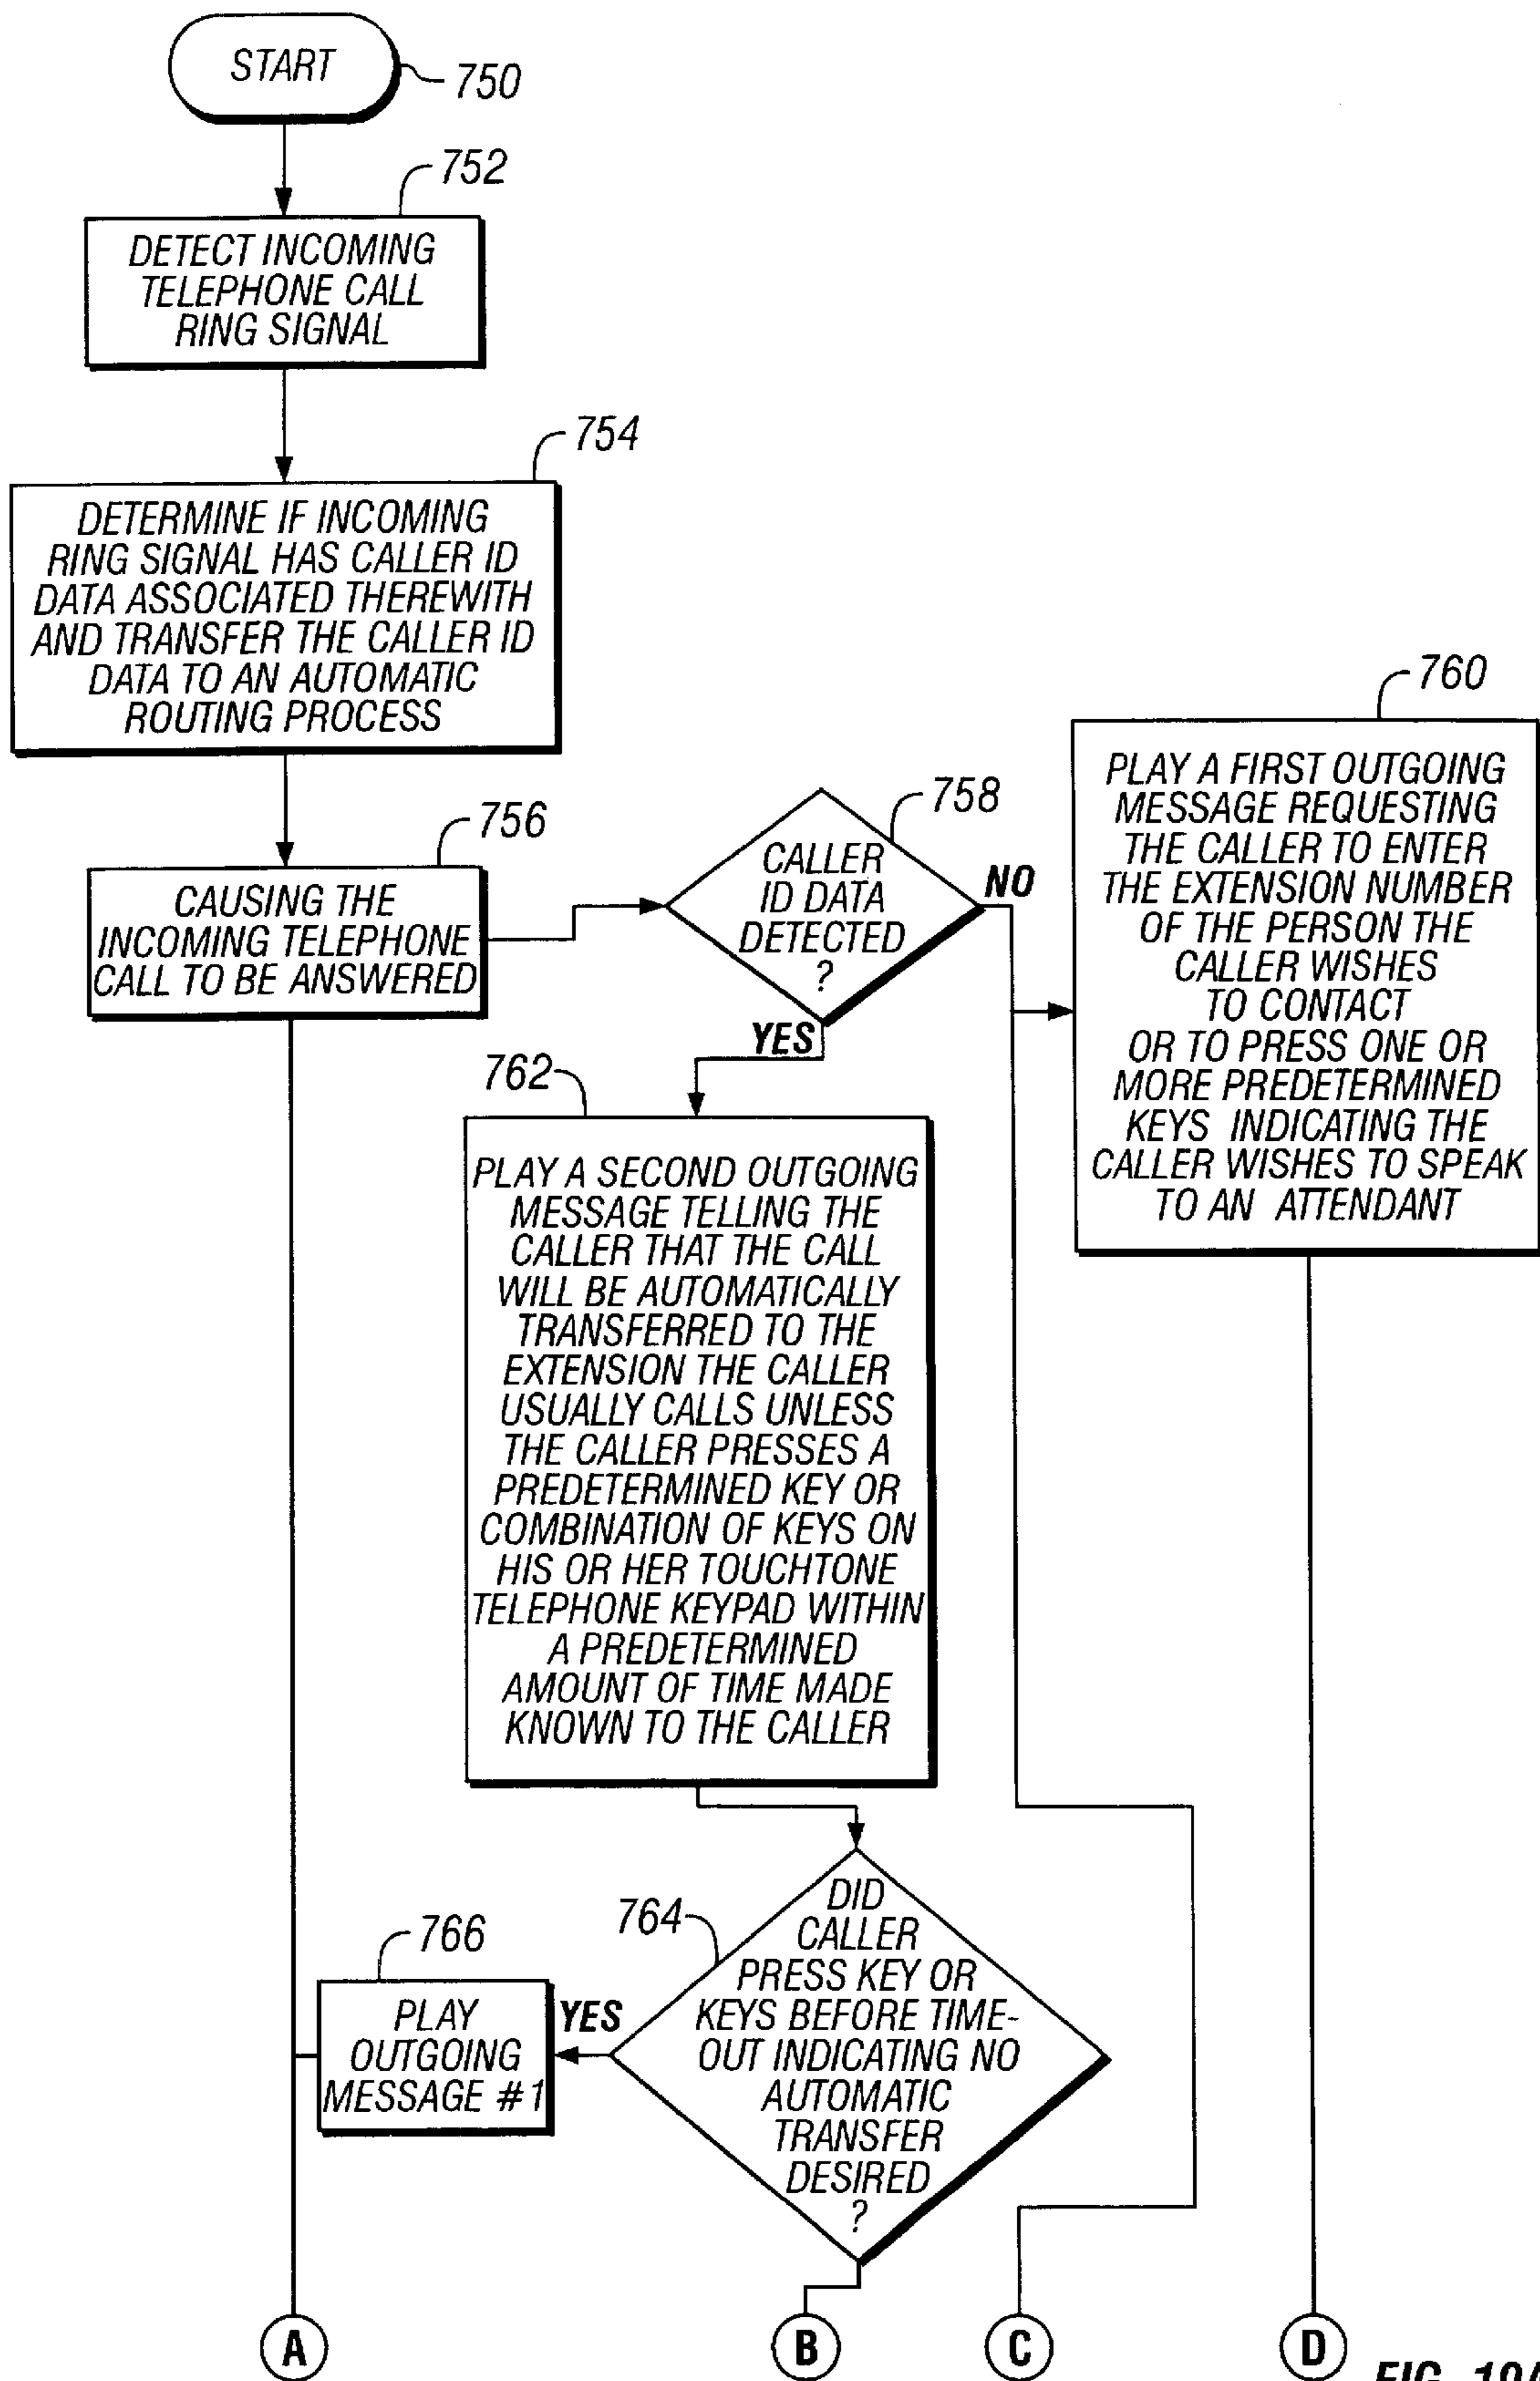 START
750
752
DETECT INCOMING
TELEPHONE CALL
RING SIGNAL
754
DETERMINE IF INCOMING
RING SIGNAL HAS CALLER ID
DATA ASSOCIATED THEREWITH
AND TRANSFER THE CALLER ID
DATA TO AN AUTOMATIC
ROUTING PROCESS
756
CAUSING THE
INCOMING TELEPHONE
CALL TO BE ANSWERED
758
CALLER
ID DATA
DETECTED
?
NO
YES
760
PLAY A FIRST OUTGOING
MESSAGE REQUESTING
THE CALLER TO ENTER
THE EXTENSION NUMBER
OF THE PERSON THE
CALLER WISHES
TO CONTACT
OR TO PRESS ONE OR
MORE PREDETERMINED
KEYS INDICATING THE
CALLER WISHES TO SPEAK
TO AN ATTENDANT
762
PLAY A SECOND OUTGOING
MESSAGE TELLING THE
CALLER THAT THE CALL
WILL BE AUTOMATICALLY
TRANSFERRED TO THE
EXTENSION THE CALLER
USUALLY CALLS UNLESS
THE CALLER PRESSES A
PREDETERMINED KEY OR
COMBINATION OF KEYS ON
HIS OR HER TOUCHTONE
TELEPHONE KEYPAD WITHIN
A PREDETERMINED
AMOUNT OF TIME MADE
KNOWN TO THE CALLER
764
DID
CALLER
PRESS KEY OR
KEYS BEFORE TIME-
OUT INDICATING NO
AUTOMATIC
TRANSFER
DESIRED
?
YES
766
PLAY
OUTGOING
MESSAGE #1
A
B
C
D
FIG.